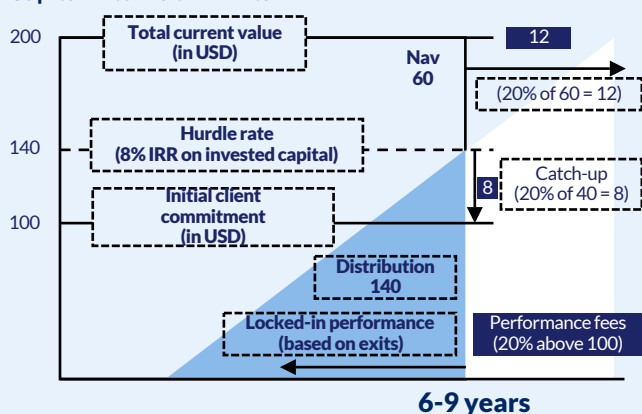 200
Total current value
(in USD)
12
Nav
60
(20% of 60 = 12)
Hurdle rate
(8% IRR on invested capital)
140
8
Catch-up
(20% of 40 = 8)
Initial client
commitment
(in USD)
100
Distribution
140
Locked-in performance
(based on exits)
Performance fees
(20% above 100)
6-9 years